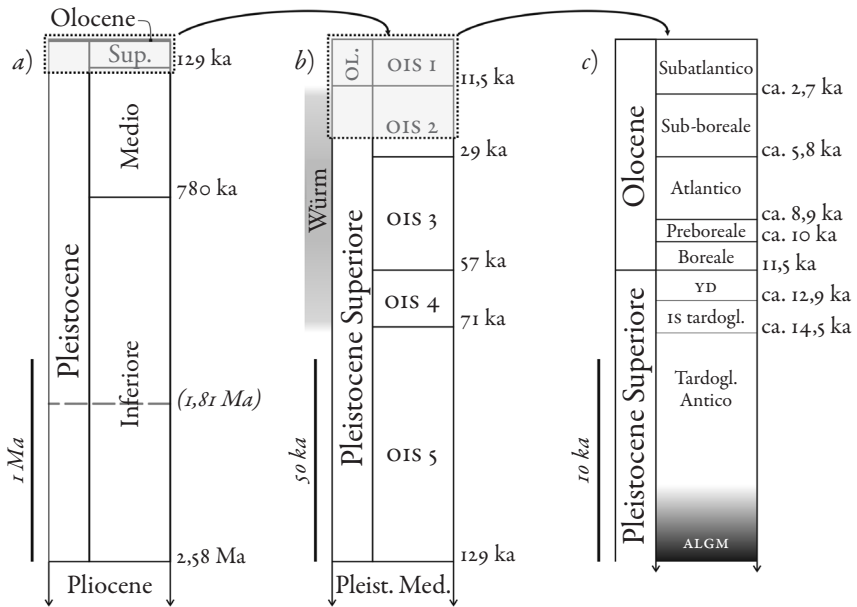 Olocene
a)
Sup.
129 ka
Medio
780 ka
Pleistocene
Inferiore
(1,81 Ma)
1 Ma
2,58 Ma
Pliocene
b)
OL.
OIS 1
11,5 ka
OIS 2
29 ka
Würm
OIS 3
57 ka
Pleistocene Superiore
OIS 4
71 ka
OIS 5
50 ka
129 ka
Pleist. Med.
c)
Subatlantico
ca. 2,7 ka
Olocene
Sub-boreale
ca. 5,8 ka
Atlantico
ca. 8,9 ka
Preboreale
ca. 10 ka
Boreale
11,5 ka
YD
ca. 12,9 ka
IS tardogl.
ca. 14,5 ka
Pleistocene Superiore
Tardogl.
Antico
10 ka
ALGM